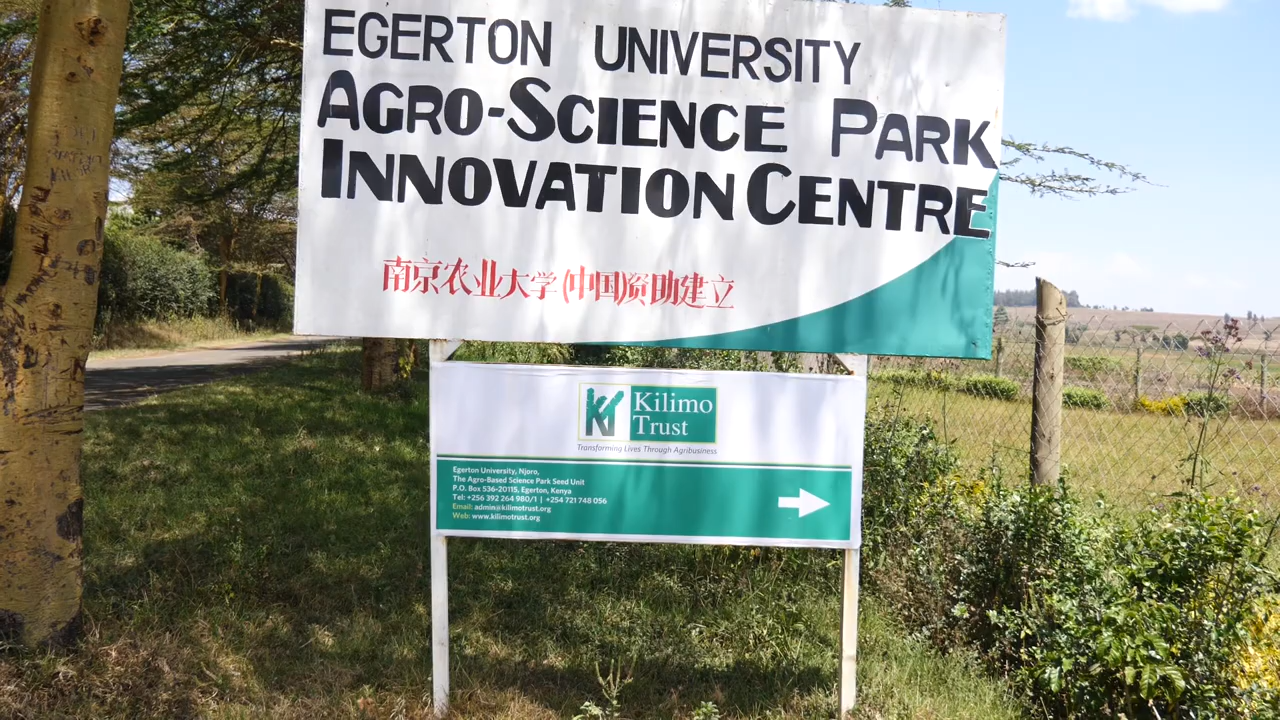 EGERTON UNIVERSITY
AGRO-SCIENCE PARK
INNOVATION CENTRE
南京农业大学(中国)资助建立
KT
Kilimo
Trust
Transforming Lives Through Agribusiness
Egerton University, Njoro,
The Agro-Based Science Park Seed Unit
P.O. Box 536-20115, Egerton, Kenya
Tel: +256 392 264 980/1 | +254 721 748 056
Email: admin@kilimotrust.org
Web: www.kilimotrust.org